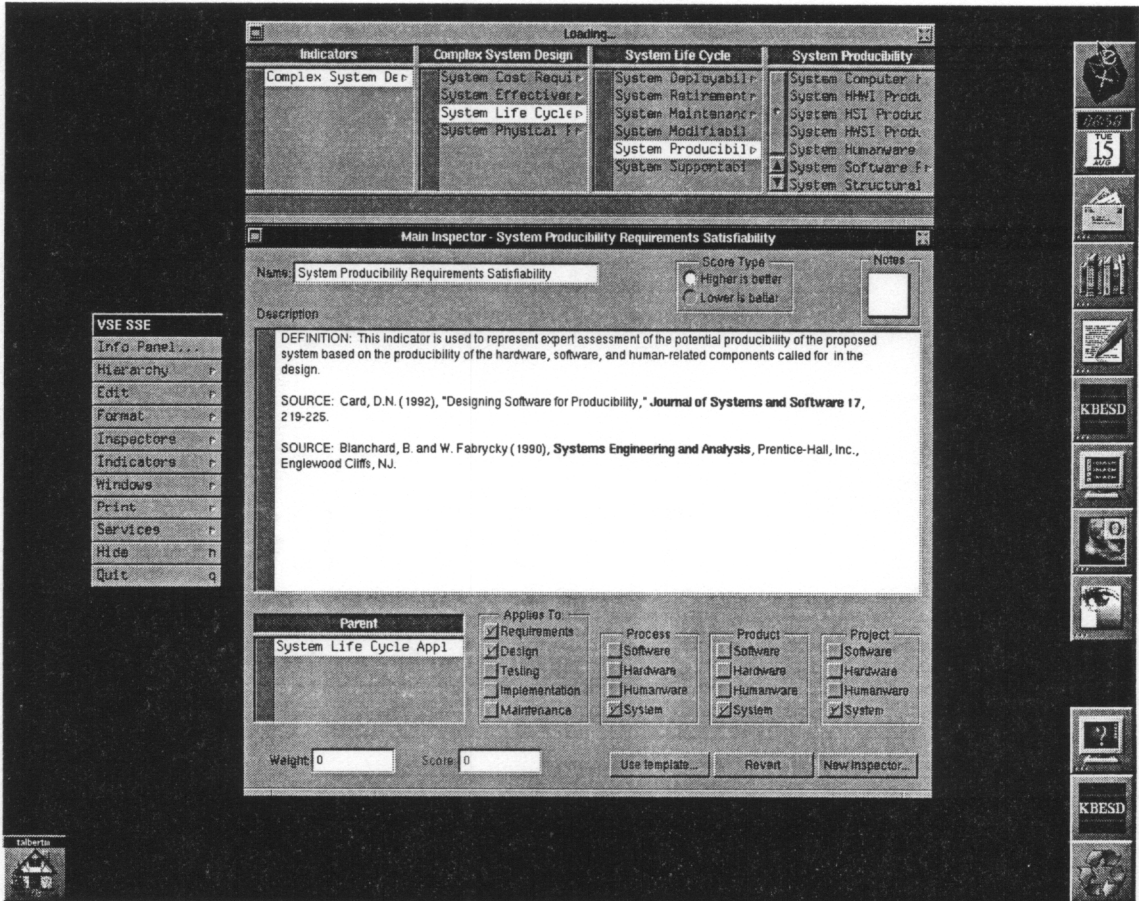 Loading...
Indicators
Complex System Design
System Life Cycle
System Producibility
Complex System De
System Cost Requir
System Effectiver
System Life Cycle
System Physical
System Deployabil
System Retirement
System Maintenanc
System Modifiabil
System Producibil
System Supportabi
System Computer
System HHWI Produ
System HSI Produc
System HWSI Produ
System Humanware
System Software
System Structural
TUE
15
AUG
Main Inspector - System Producibility Requirements Satisfiability
Name: System Producibility Requirements Satisfiability
Score Type
Higher is better
Lower is better
Notes
Description
DEFINITION: This indicator is used to represent expert assessment of the potential producibility of the proposed
system based on the producibility of the hardware, software, and human-related components called for in the
design.
SOURCE: Card, D.N. (1992), "Designing Software for Producibility," Journal of Systems and Software 17,
219-225.
SOURCE: Blanchard, B. and W. Fabrycky (1990), Systems Engineering and Analysis, Prentice-Hall, Inc.,
Englewood Cliffs, NJ.
VSE SSE
Info Panel...
Hierarchy
Edit
Format
Inspectors
Indicators
Windows
Print
Services
Hide h
Quit q
KBESD
Parent
System Life Cycle Appl
Applies To
Requirements
Design
Testing
Implementation
Maintenance
Process
Software
Hardware
Humanware
System
Product
Software
Hardware
Humanware
System
Project
Software
Hardware
Humanware
System
Weight: 0
Score: 0
Use template...
Revert
New Inspector...
?
KBESD